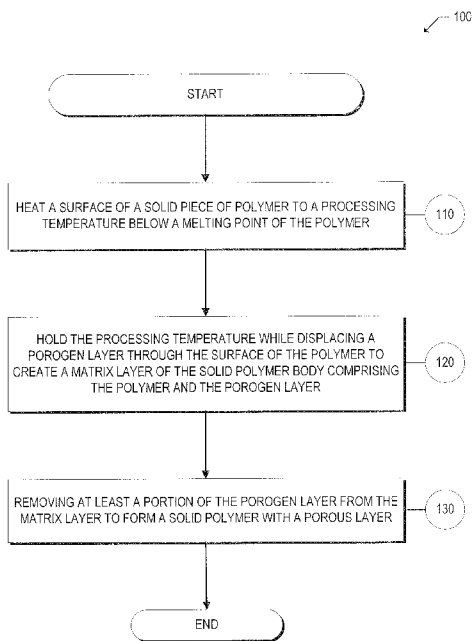 100
START
HEAT A SURFACE OF A SOLID PIECE OF POLYMER TO A PROCESSING
TEMPERATURE BELOW A MELTING POINT OF THE POLYMER
110
HOLD THE PROCESSING TEMPERATURE WHILE DISPLACING A
POROGEN LAYER THROUGH THE SURFACE OF THE POLYMER TO
CREATE A MATRIX LAYER OF THE SOLID POLYMER BODY COMPRISING
THE POLYMER AND THE POROGEN LAYER
120
REMOVING AT LEAST A PORTION OF THE POROGEN LAYER FROM THE
MATRIX LAYER TO FORM A SOLID POLYMER WITH A POROUS LAYER
130
END